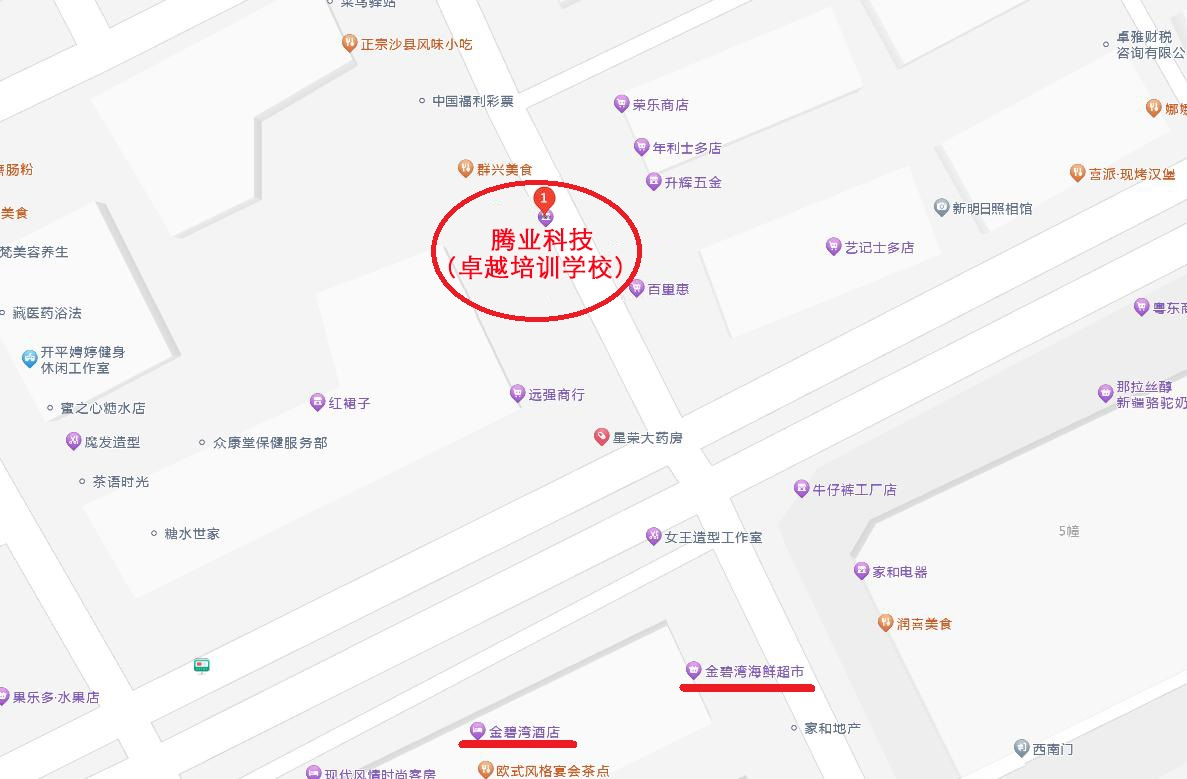 菜鸟驿站
正宗沙县风味小吃
卓雅财税
咨询有限公
中国福利彩票
荣乐商店
年利士多店
肠粉
群兴美食
升辉五金
宫派·现烤汉堡
1
美食
新明日照相馆
腾业科技
(卓越培训学校)
梵美容养生
艺记士多店
百里惠
藏医药浴法
粤东商
开平娉婷健身
休闲工作室
远强商行
那拉丝醇
新疆骆驼奶
红裙子
蜜之心糖水店
魔发造型
众康堂保健服务部
星荣大药房
茶语时光
牛仔裤工厂店
糖水世家
女王造型工作室
5幢
家和电器
润喜美食
金碧湾海鲜超市
果乐多·水果店
金碧湾酒店
家和地产
西南门
现代风情时尚客房
欧式风格宴会茶点